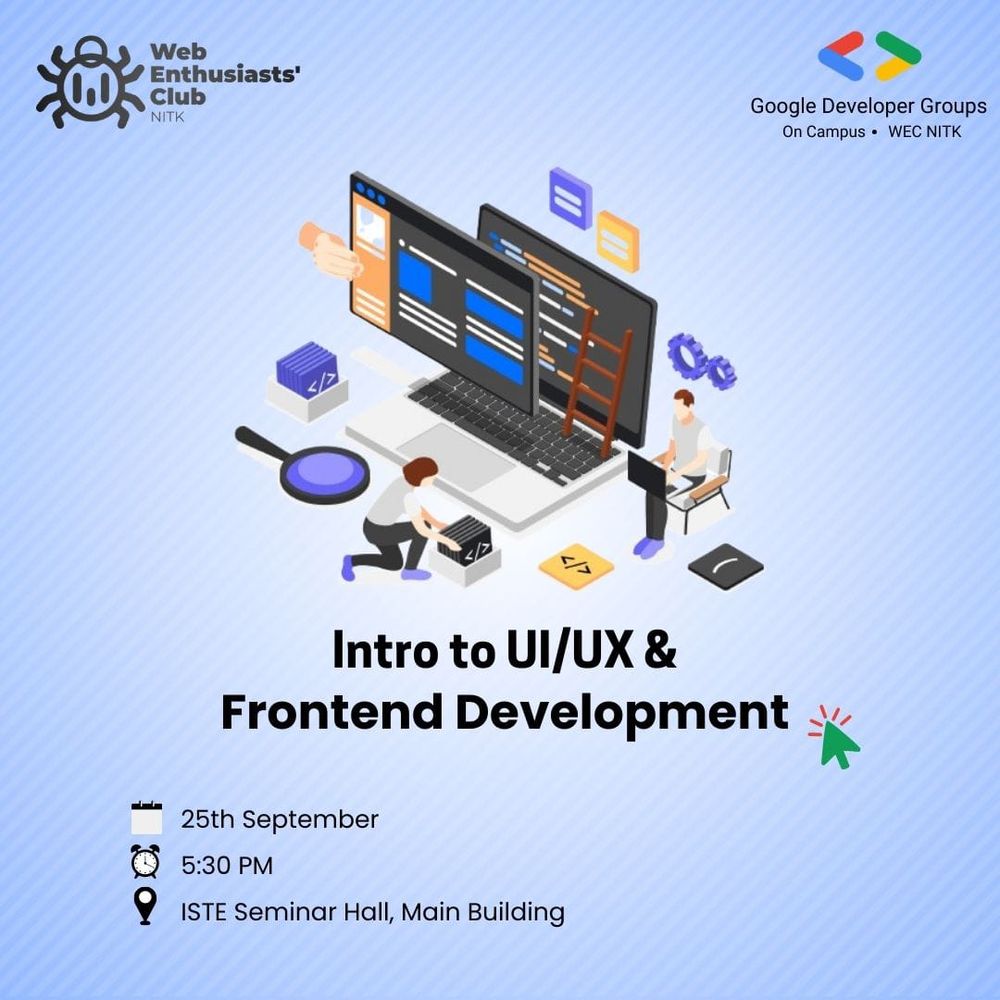 Web
Enthusiasts'
Club
NITK
Google Developer Groups
On Campus • WEC NITK
</>
</>
</>
Intro to UI/UX &
Frontend Development
25th September
5:30 PM
ISTE Seminar Hall, Main Building